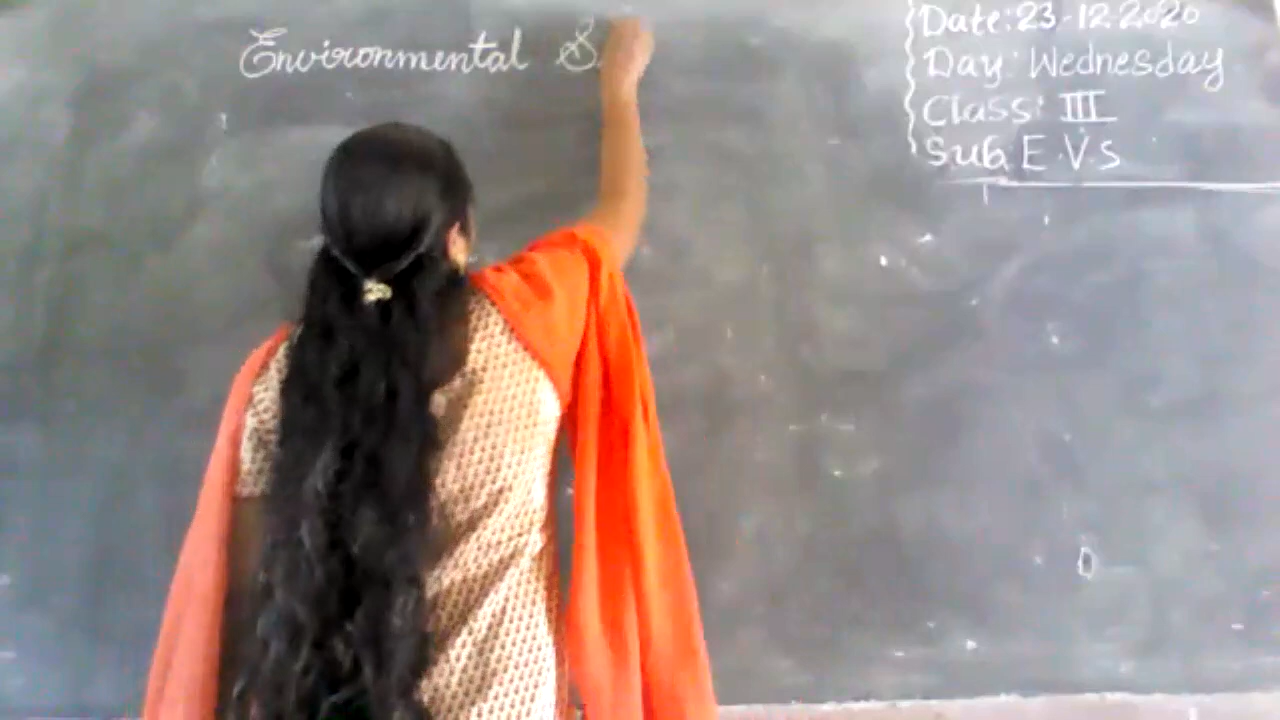 Environmental S
Date: 23-12-2020
Day: Wednesday
Class: III
Sub. E.V.s